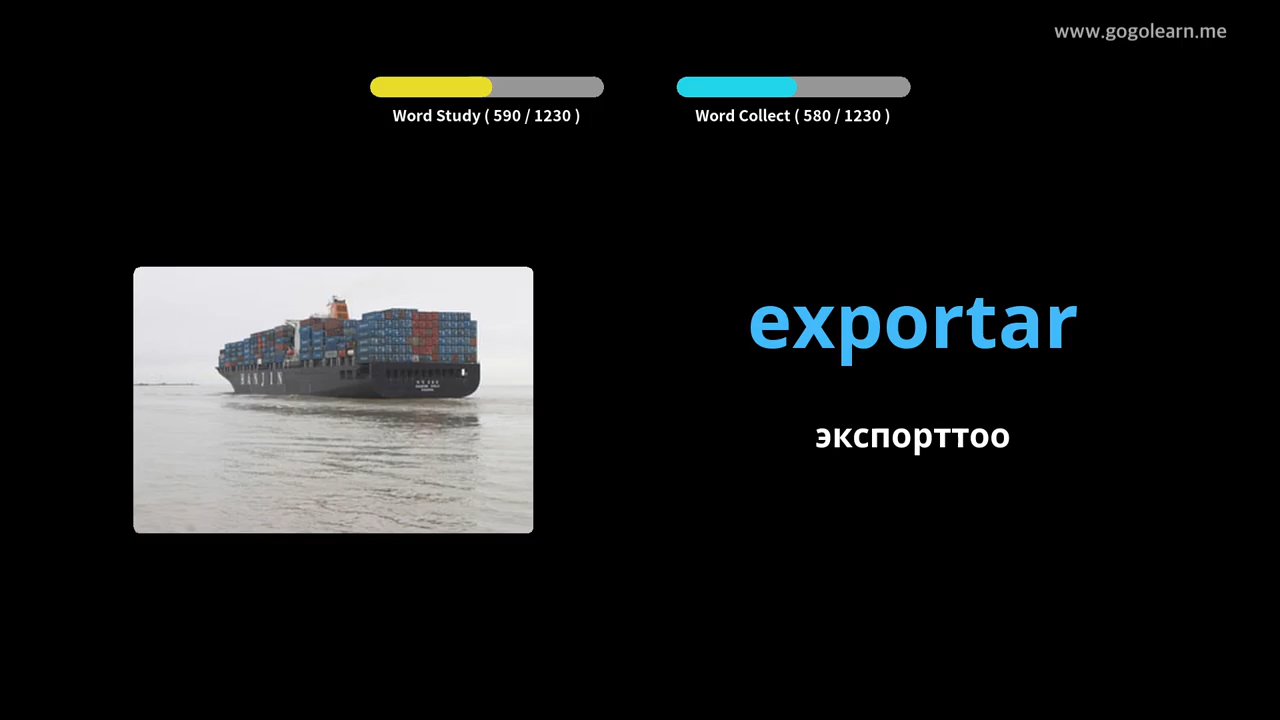 www.gogolearn.me
Word Study ( 590 / 1230 )
Word Collect ( 580 / 1230 )
exportar
экспорттоо
HANJIN